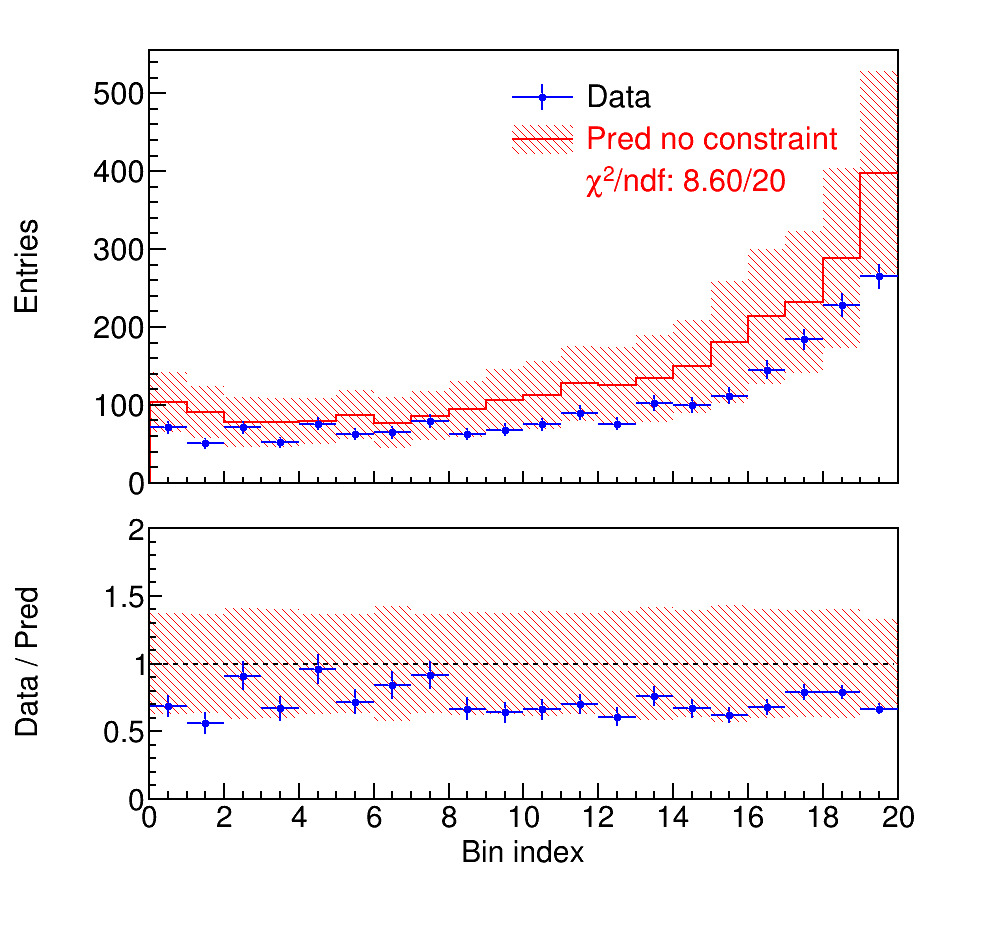 500
400
300
200
100
0
Entries
Data
Pred no constraint
χ²/ndf: 8.60/20
2
1.5
1
0.5
0
Data / Pred
0 2 4 6 8 10 12 14 16 18 20
Bin index